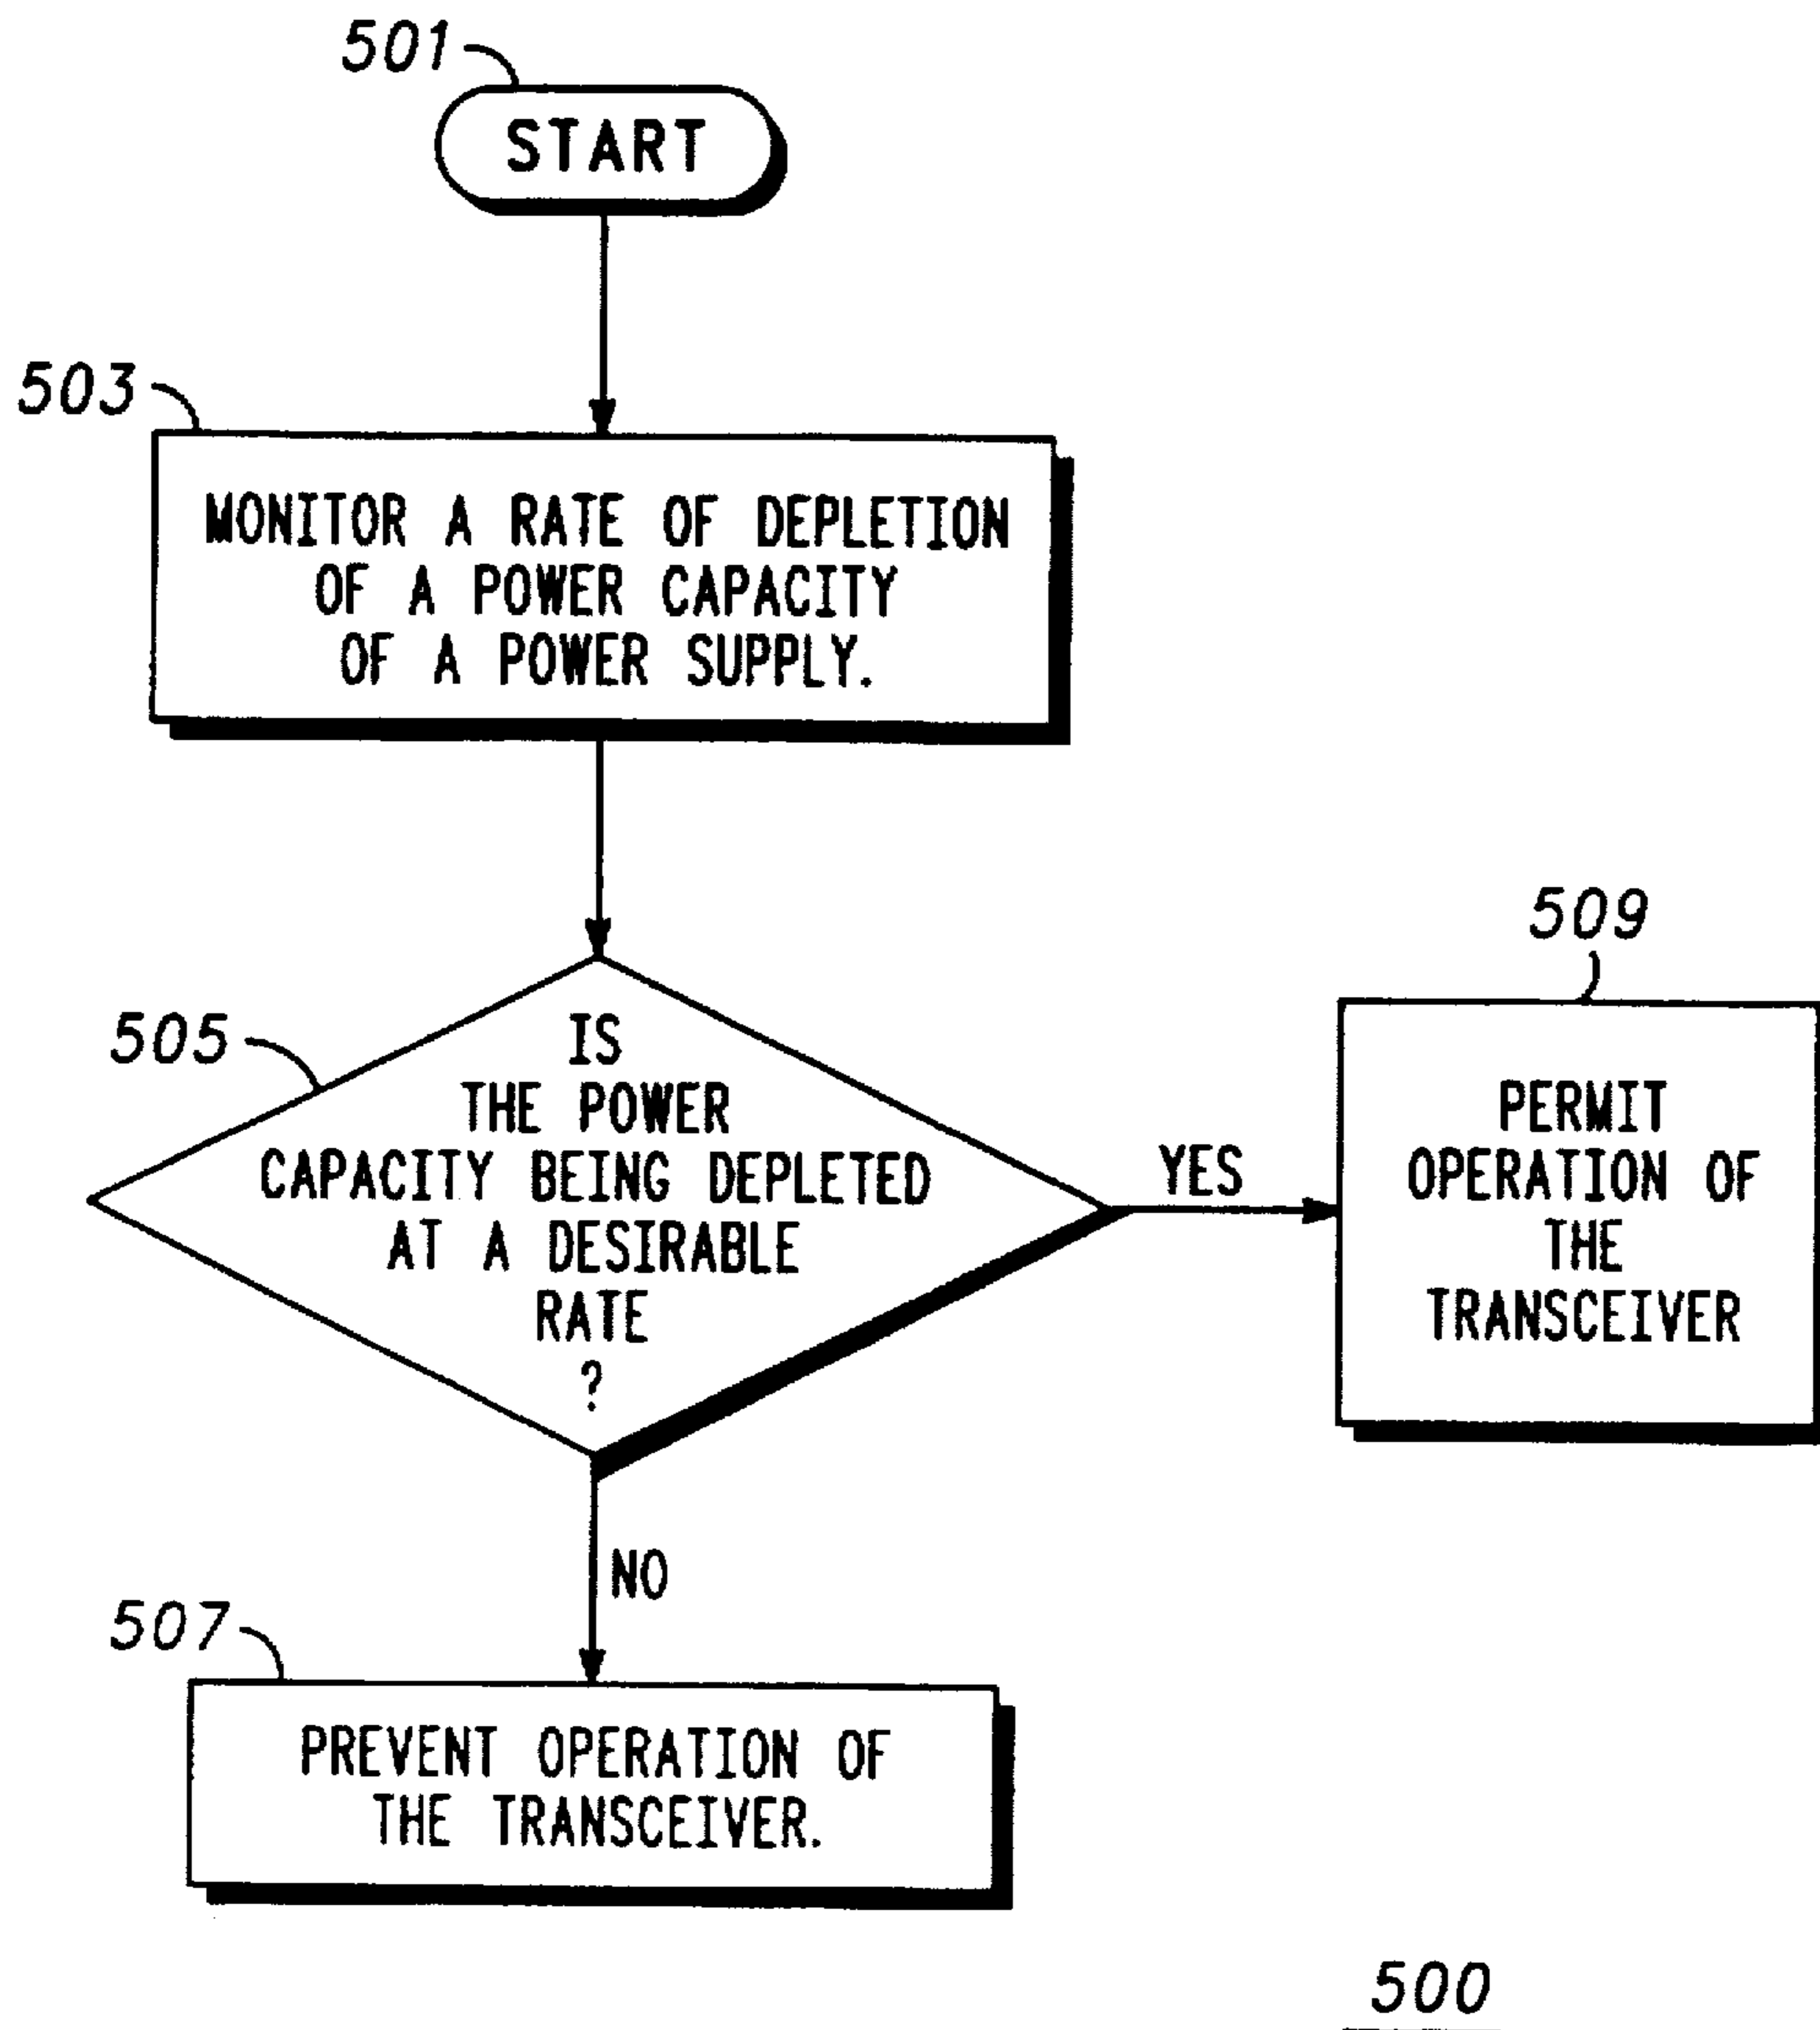 501
START
503
MONITOR A RATE OF DEPLETION
OF A POWER CAPACITY
OF A POWER SUPPLY.
505
IS
THE POWER
CAPACITY BEING DEPLETED
AT A DESIRABLE
RATE
?
YES
509
PERMIT
OPERATION OF
THE
TRANSCEIVER
NO
507
PREVENT OPERATION OF
THE TRANSCEIVER.
500